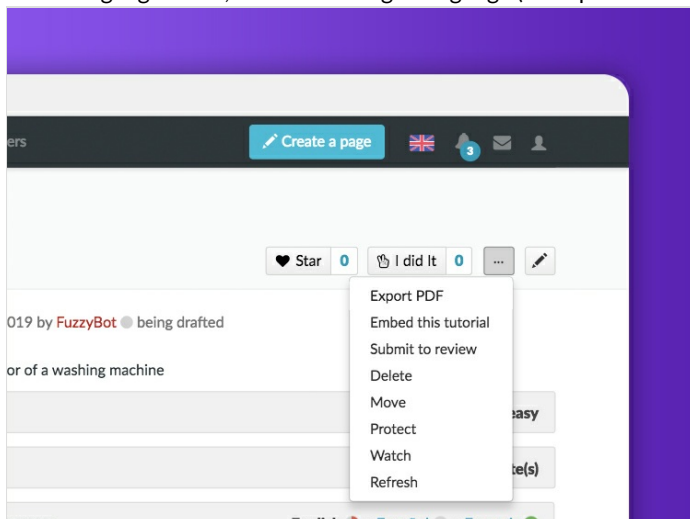 ers
Create a page
3
Star 0
I did It 0
...
Export PDF
019 by FuzzyBot being drafted
Embed this tutorial
Submit to review
or of a washing machine
Delete
Move
easy
Protect
Watch
te(s)
Refresh